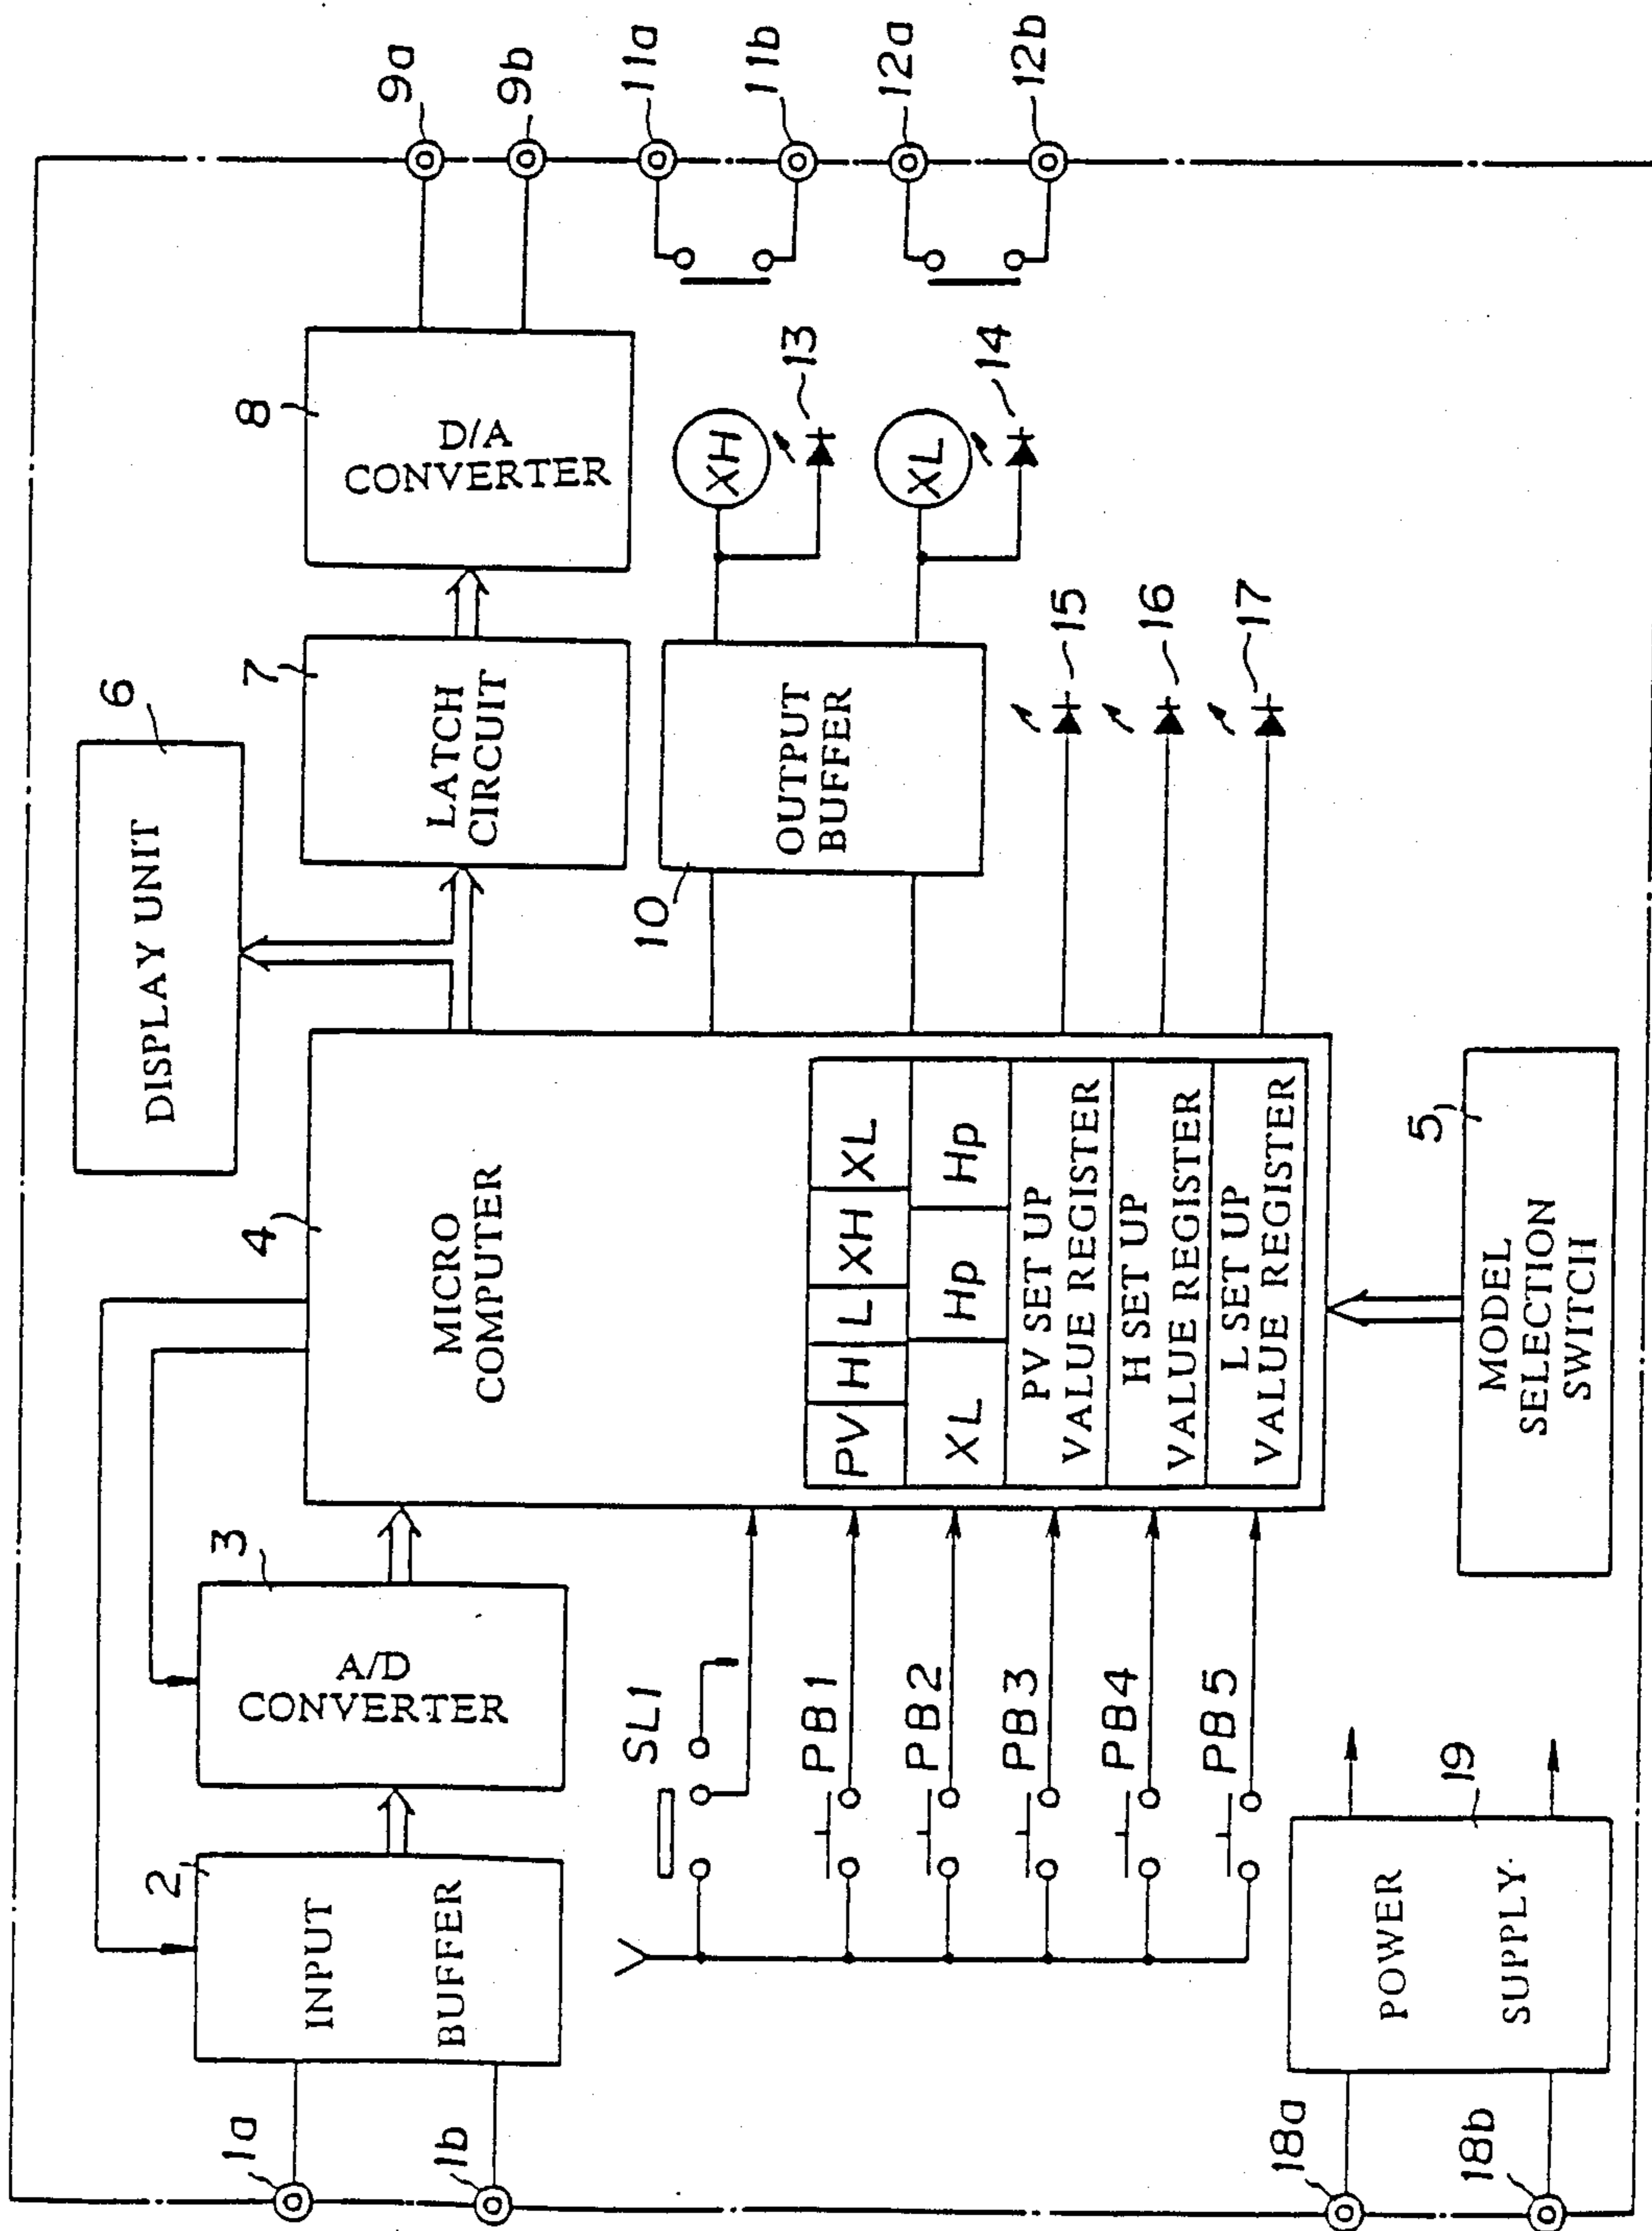 1a
1b
2
INPUT
BUFFER
3
A/D
CONVERTER
4
MICRO
COMPUTER
PV H L XH XL
XL Hp Hp
PV SET UP
VALUE REGISTER
H SET UP
VALUE REGISTER
L SET UP
VALUE REGISTER
5
MODEL
SELECTION
SWITCH
6
DISPLAY UNIT
7
LATCH
CIRCUIT
8
D/A
CONVERTER
9a
9b
10
OUTPUT
BUFFER
XH
XL
11a
11b
12a
12b
13
14
15
16
17
SL1
PB1
PB2
PB3
PB4
PB5
18a
18b
19
POWER
SUPPLY